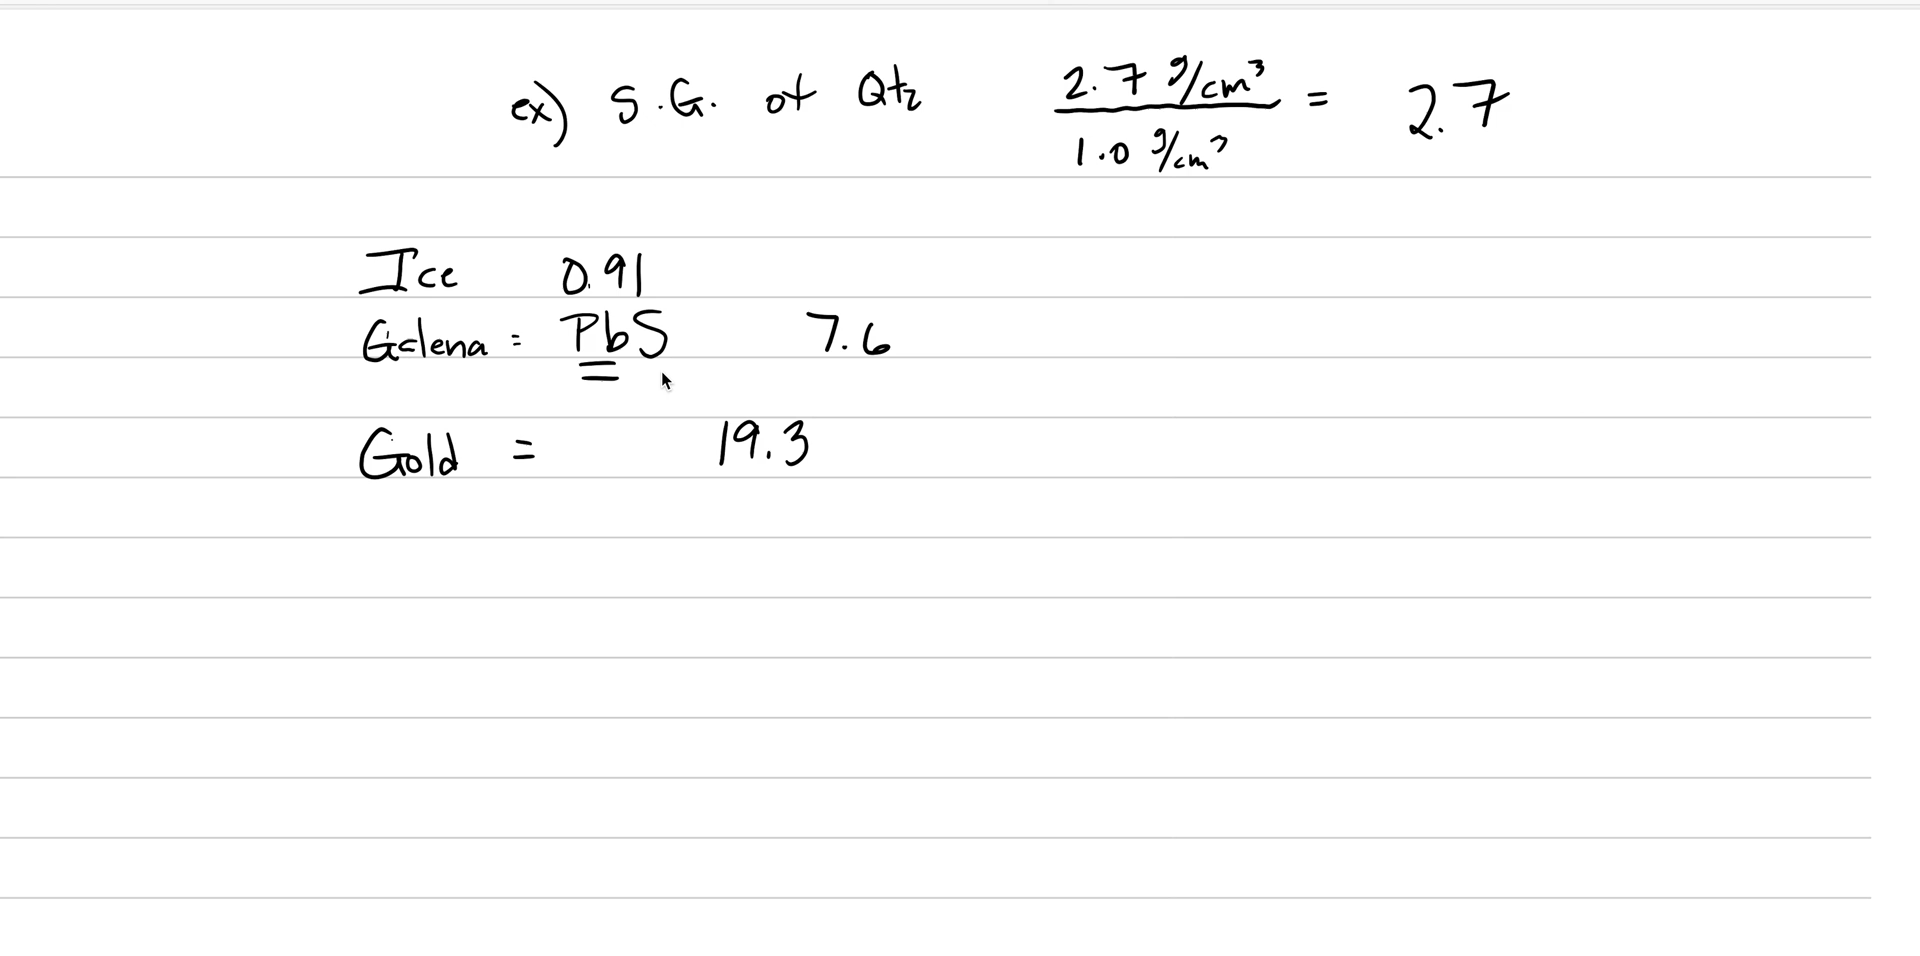 ex) S.G. of Qtz 2.7 g/cm³ / 1.0 g/cm³ = 2.7
Ice 0.91
Galena = PbS 7.6
Gold = 19.3